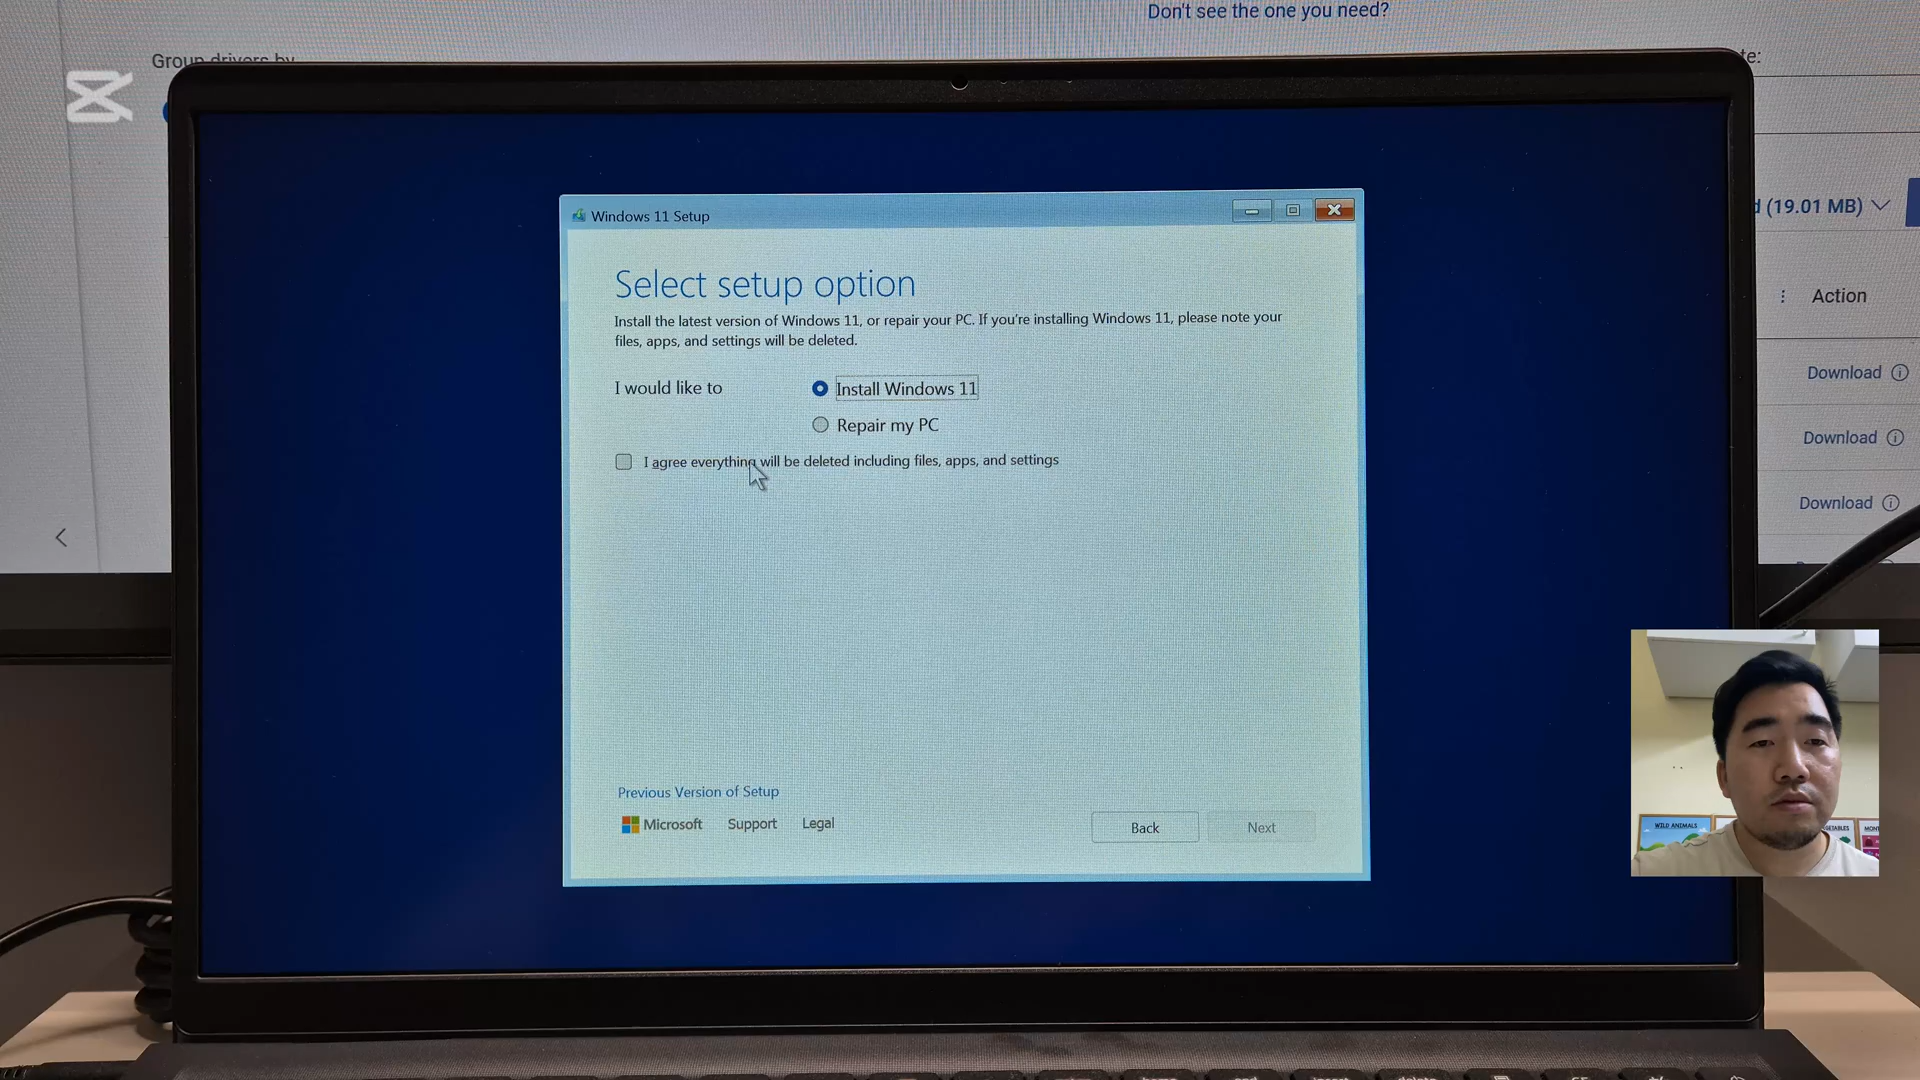 Don't see the one you need?
Group drivers by
te:
(19.01 MB)
Action
Download
Download
Download
Windows 11 Setup
Select setup option
Install the latest version of Windows 11, or repair your PC. If you're installing Windows 11, please note your
files, apps, and settings will be deleted.
I would like to
Install Windows 11
Repair my PC
I agree everything will be deleted including files, apps, and settings
Previous Version of Setup
Microsoft
Support
Legal
Back
Next
WILD ANIMALS